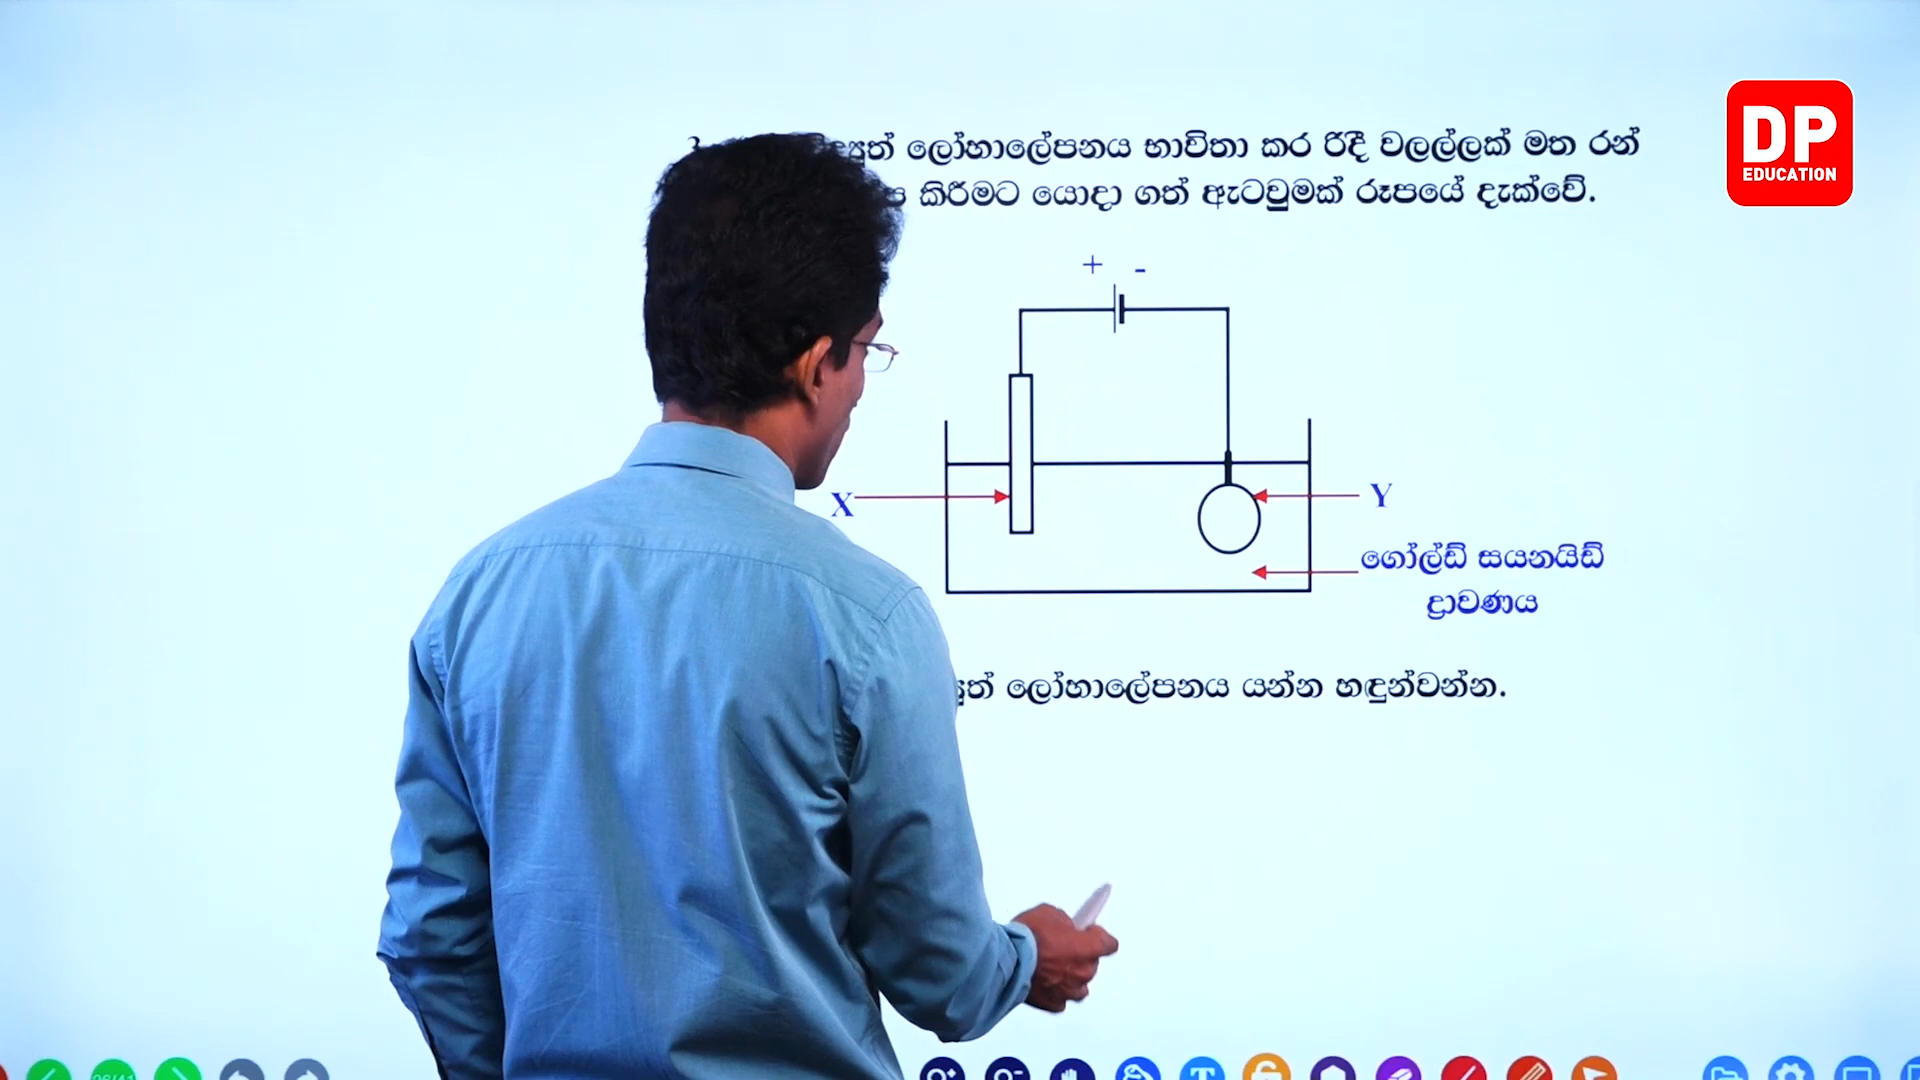 ලෝහාලේපනය භාවිතා කර රිදී වලල්ලක් මත රන්
කිරීමට යොදා ගත් ඇටවුමක් රූපයේ දැක්වේ.
DP
EDUCATION
+ -
X
Y
ගෝල්ඩ් සයනයිඩ්
ද්‍රාවණය
ලෝහාලේපනය යන්න හඳුන්වන්න.